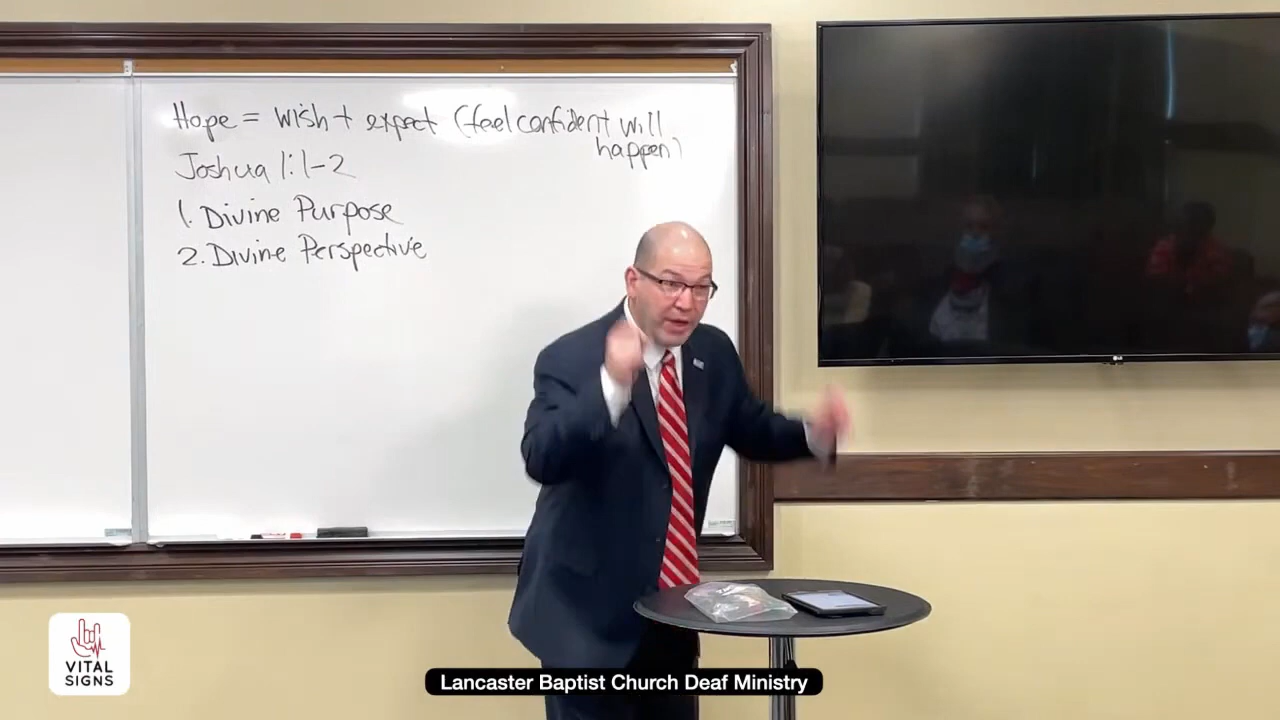 Hope = wish + expect (feel confident will
happen)
Joshua 1:1-2
1. Divine Purpose
2. Divine Perspective
LG
VITAL
SIGNS
Lancaster Baptist Church Deaf Ministry